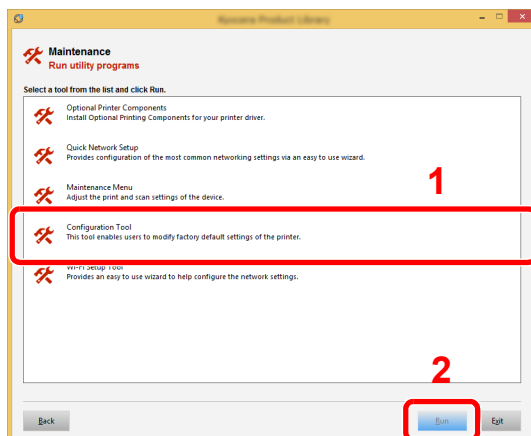 Kyocera Product Library
Maintenance
Run utility programs
Select a tool from the list and click Run.
Optional Printer Components
Install Optional Printing Components for your printer driver.
Quick Network Setup
Provides configuration of the most common networking settings via an easy to use wizard.
1
Maintenance Menu
Adjust the print and scan settings of the device.
Configuration Tool
This tool enables users to modify factory default settings of the printer.
Wi-Fi Setup Tool
Provides an easy to use wizard to help configure the network settings.
2
Back
Run
Exit